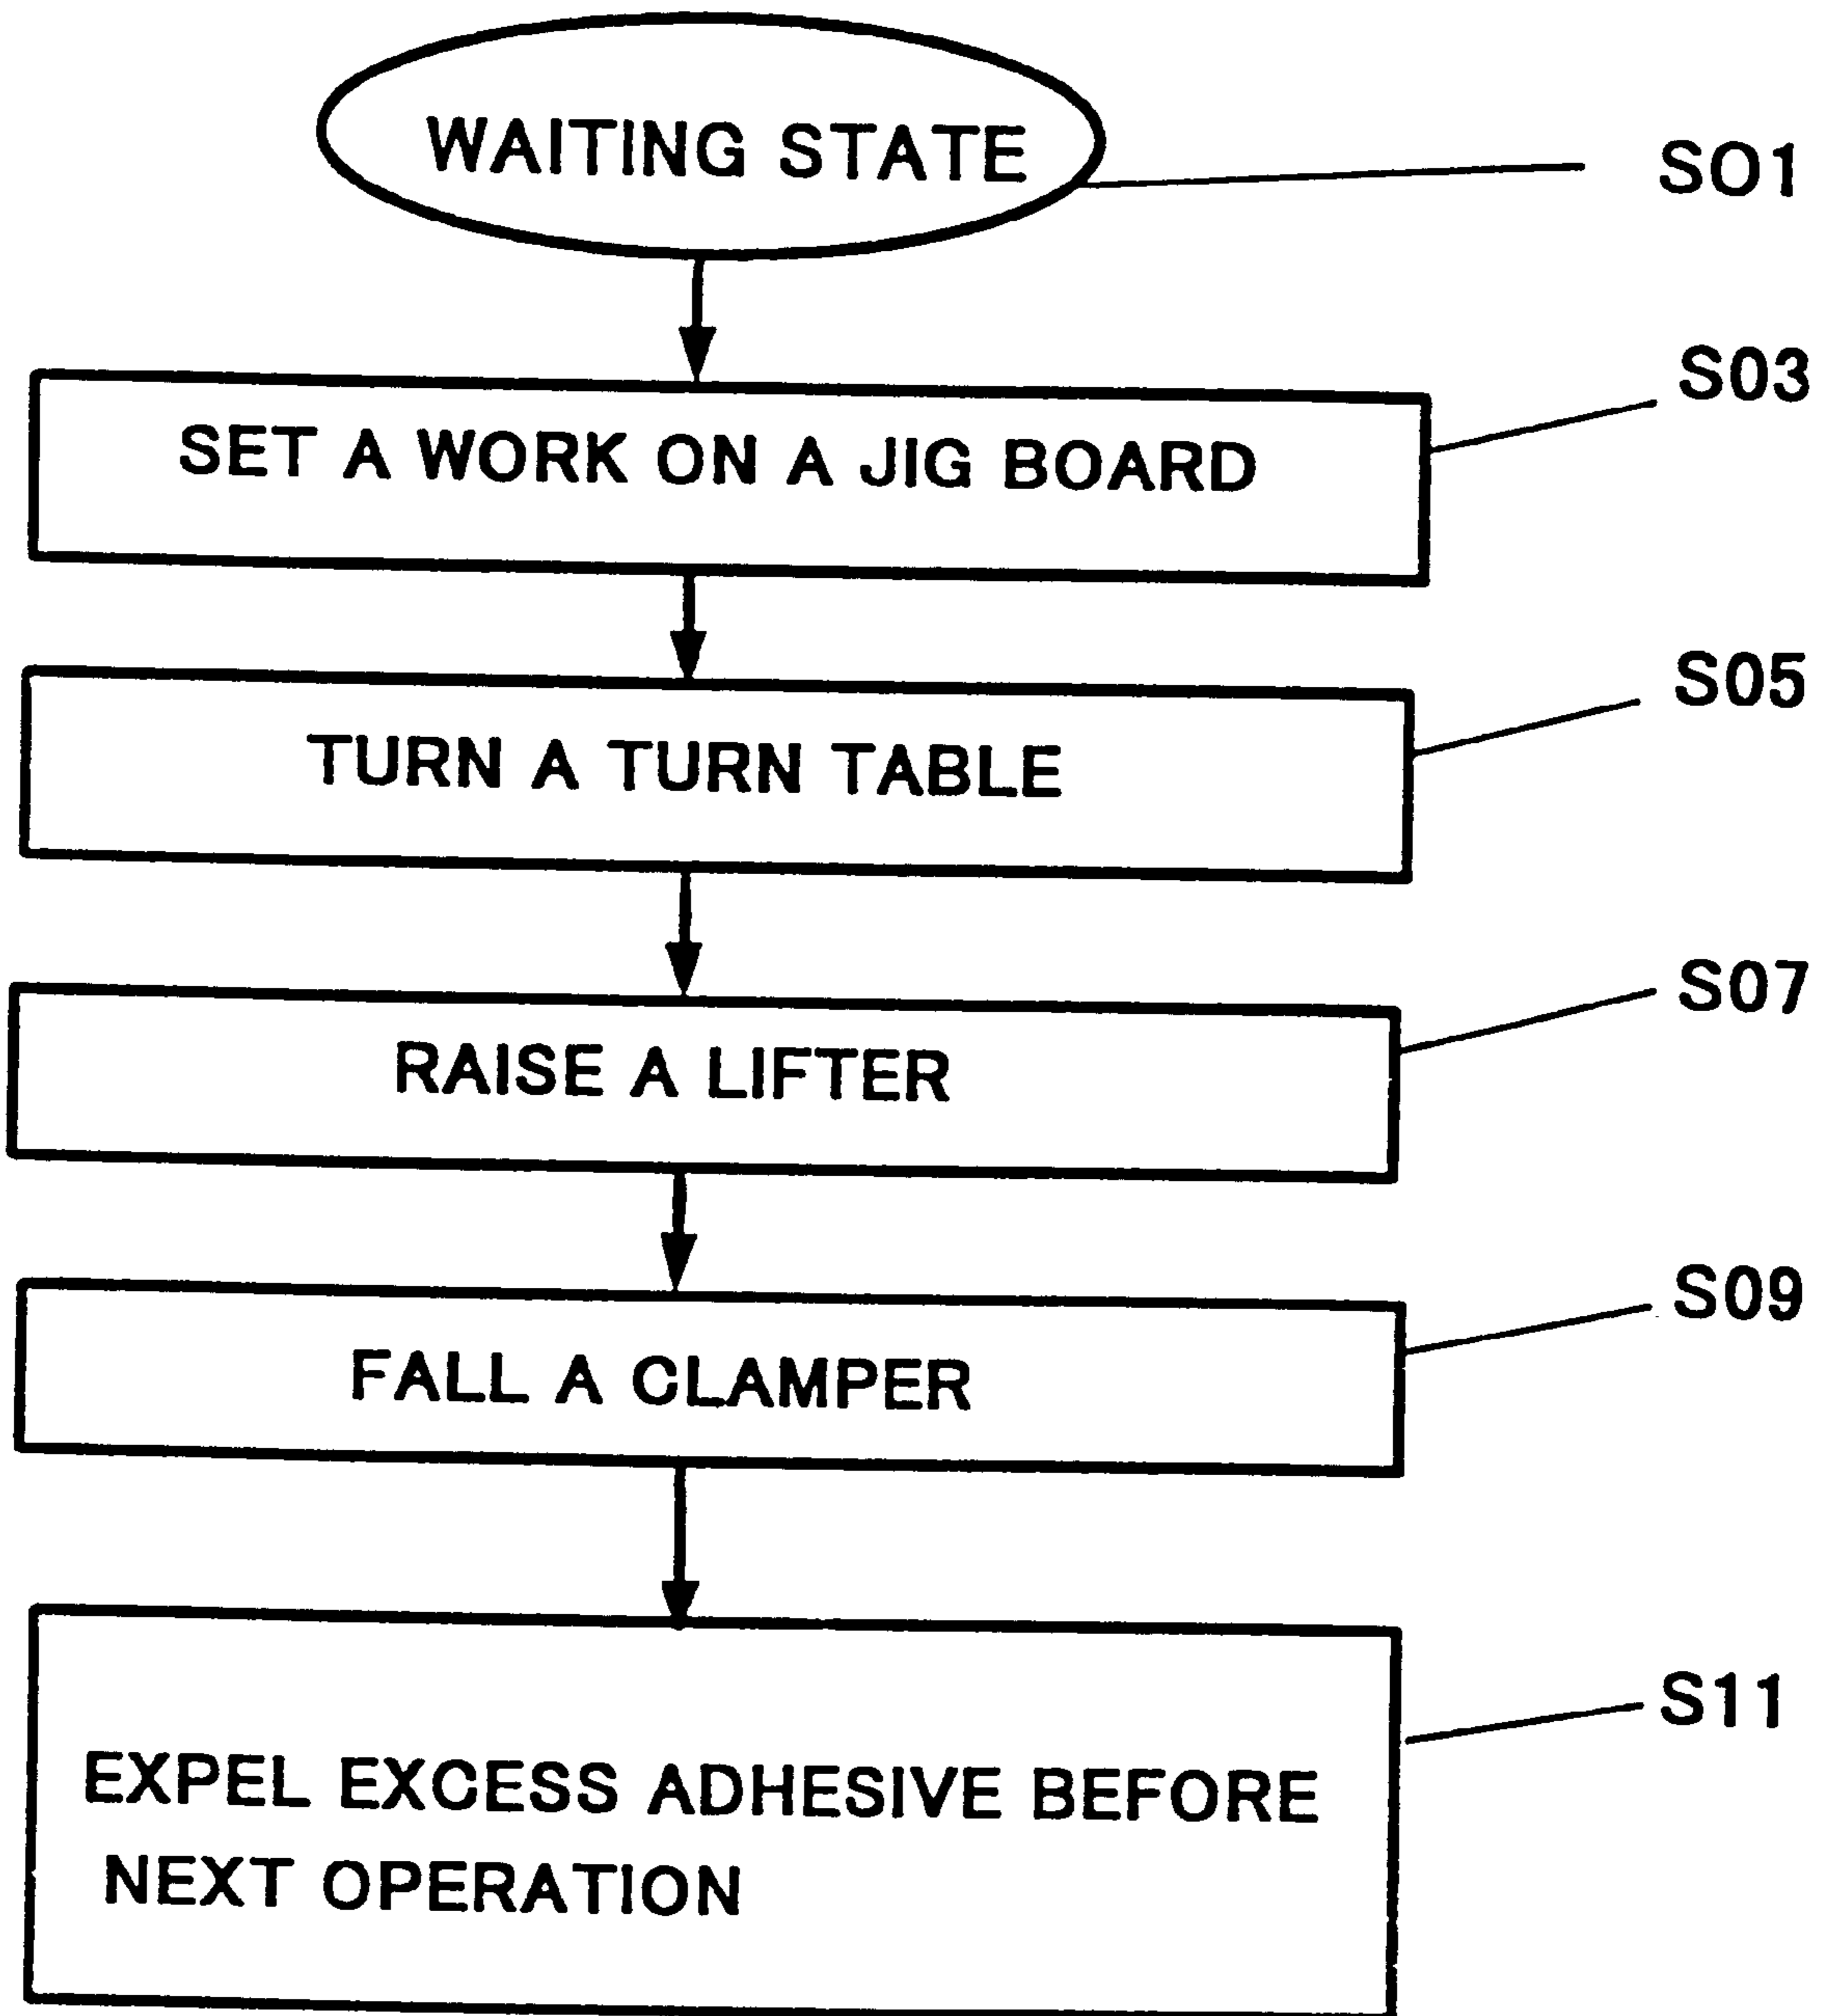 WAITING STATE
SO1
S03
SET A WORK ON A JIG BOARD
S05
TURN A TURN TABLE
S07
RAISE A LIFTER
S09
FALL A CLAMPER
S11
EXPEL EXCESS ADHESIVE BEFORE
NEXT OPERATION